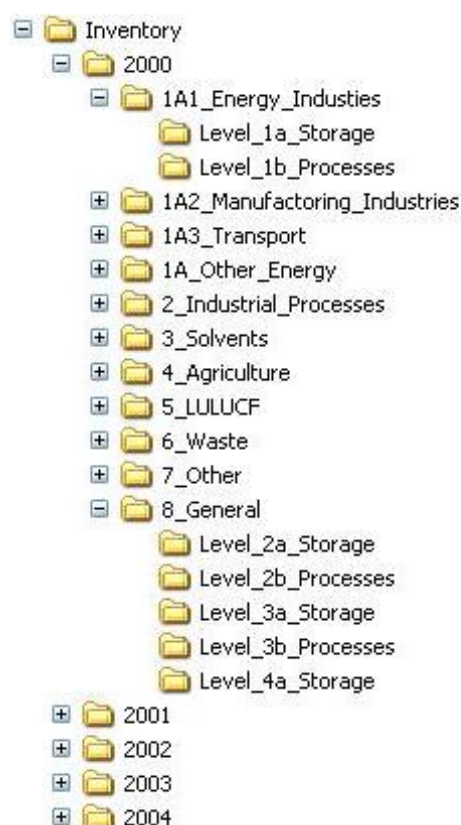 Inventory
2000
1A1_Energy_Industies
Level_1a_Storage
Level_1b_Processes
1A2_Manufactoring_Industries
1A3_Transport
1A_Other_Energy
2_Industrial_Processes
3_Solvents
4_Agriculture
5_LULUCF
6_Waste
7_Other
8_General
Level_2a_Storage
Level_2b_Processes
Level_3a_Storage
Level_3b_Processes
Level_4a_Storage
2001
2002
2003
2004